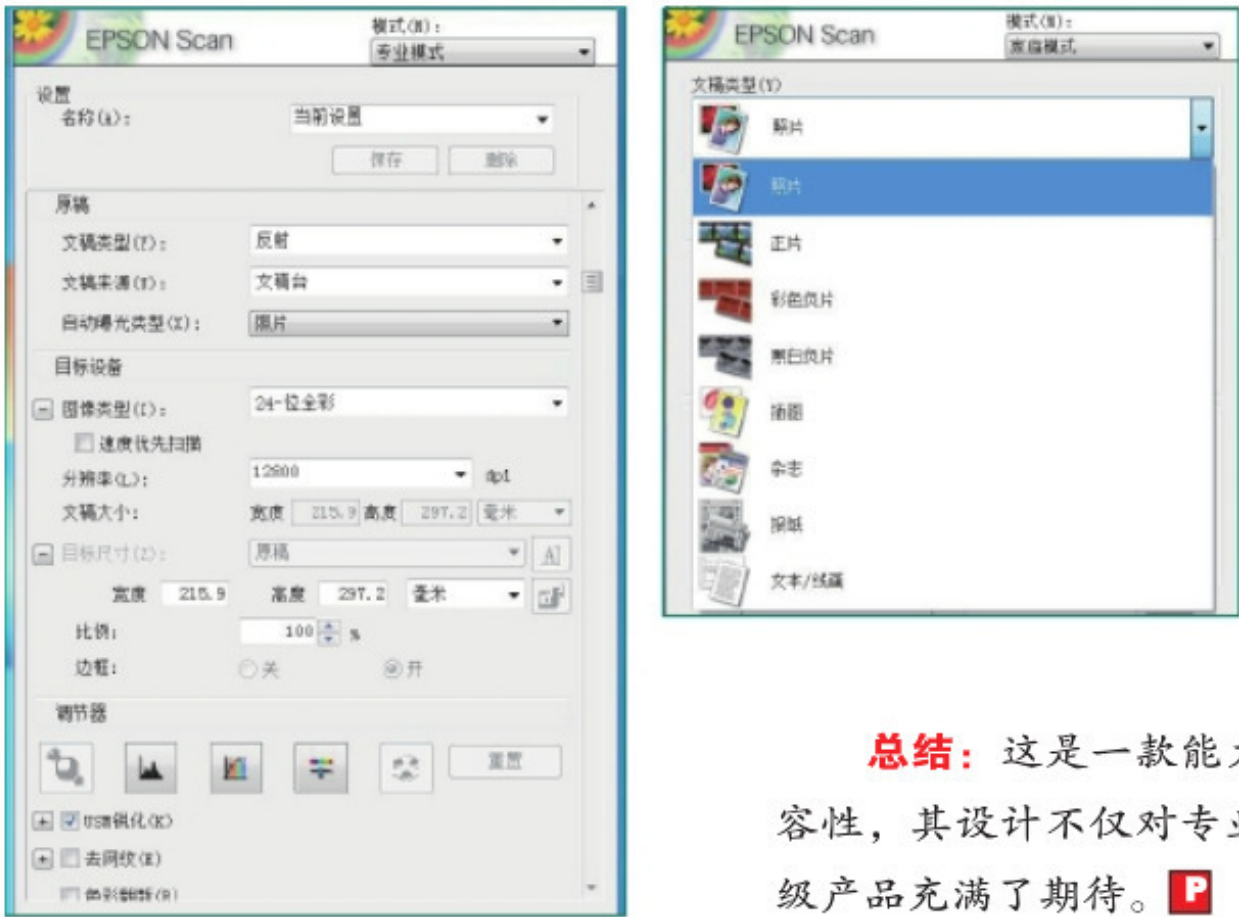 EPSON Scan
模式(M):
专业模式
设置
名称(A):
当前设置
保存
删除
原稿
文稿类型(T):
反射
文稿来源(U):
文稿台
自动曝光类型(X):
照片
目标设备
图像类型(I):
24-位全彩
速度优先扫描
分辨率(L):
12800
dpi
文稿大小:
宽度 215.9 高度 297.2 毫米
目标尺寸(Z):
原稿
宽度 215.9 高度 297.2 毫米
比例:
100 %
边框:
关 开
调节器
重置
USM锐化(K)
去网纹(E)
色彩翻新(R)
EPSON Scan
模式(M):
家庭模式
文稿类型(Y)
照片
照片
正片
彩色负片
黑白负片
插图
杂志
报纸
文本/线画
总结:这是一款能
容性,其设计不仅对专业
级产品充满了期待。P